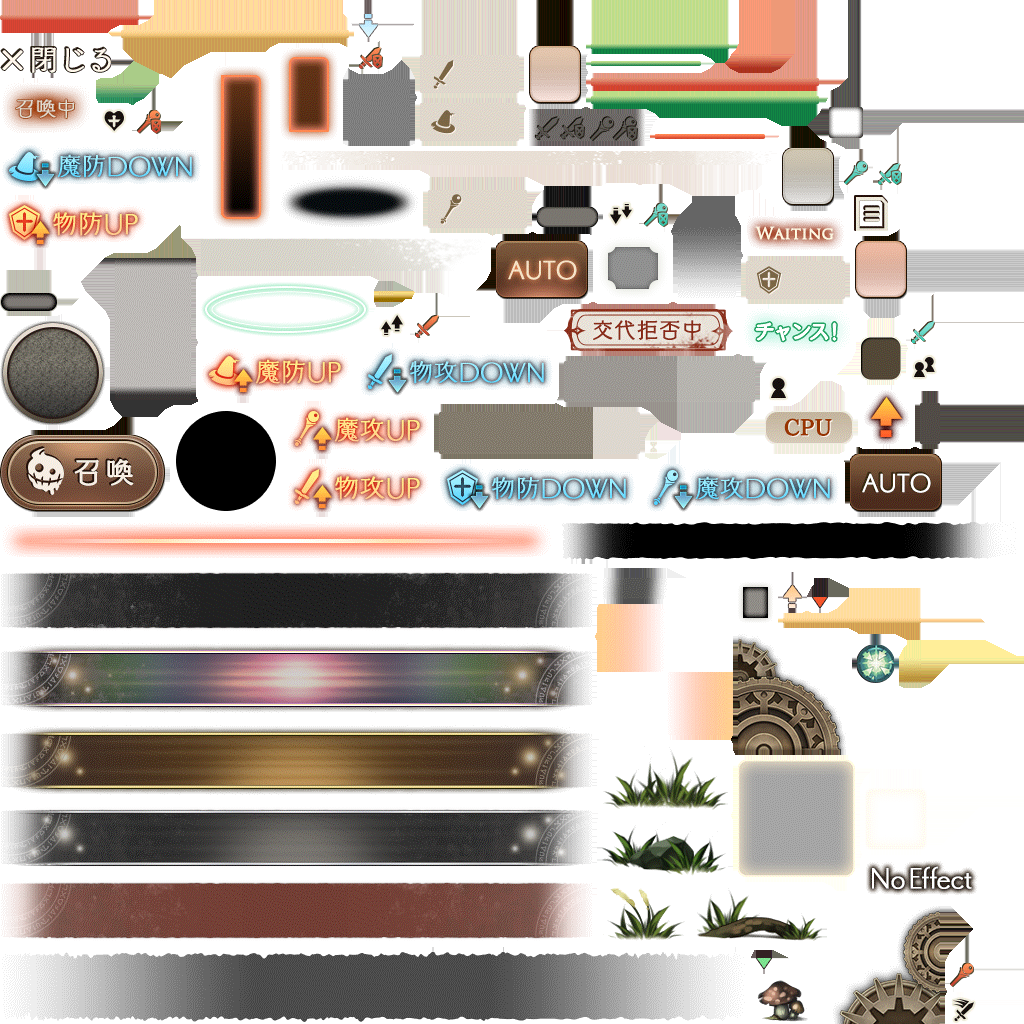 ×閉じる
召喚中
魔防DOWN
物防UP
WAITING
AUTO
交代拒否中
チャンス!
魔防UP
物攻DOWN
魔攻UP
CPU
召喚
物攻UP
物防DOWN
魔攻DOWN
AUTO
No Effect